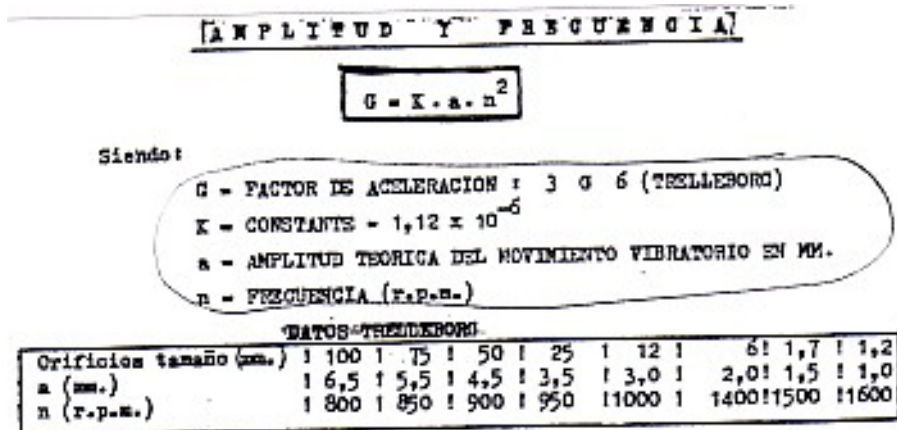 AMPLITUD Y FRECUENCIA
G = K . a . n²
Siendo:
G = FACTOR DE ACELERACION : 3 G 6 (TRELLEBORG)
K = CONSTANTE = 1,12 x 10⁻⁶
a = AMPLITUD TEORICA DEL MOVIMIENTO VIBRATORIO EN MM.
n = FRECUENCIA (r.p.m.)
DATOS TRELLEBORG
Orificios tamaño (mm.) ! 100 ! 75 ! 50 ! 25 ! 12 ! 6! 1,7 ! 1,2
a (mm.) ! 6,5 ! 5,5 ! 4,5 ! 3,5 ! 3,0 ! 2,0! 1,5 ! 1,0
n (r.p.m.) ! 800 ! 850 ! 900 ! 950 !1000 ! 1400!1500 !1600